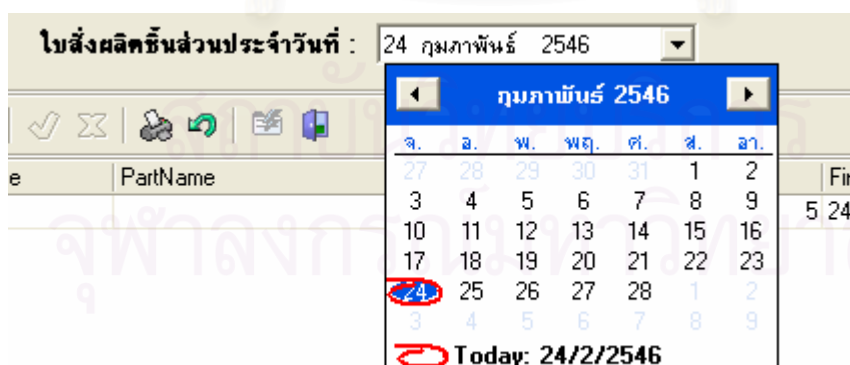 ใบสั่งผลิตชิ้นส่วนประจำวันที่ : 24 กุมภาพันธ์ 2546
กุมภาพันธ์ 2546
จ. อ. พ. พฤ. ศ. ส. อา.
e PartName 27 28 29 30 31 1 2 Fir
3 4 5 6 7 8 9 5 24
10 11 12 13 14 15 16
17 18 19 20 21 22 23
24 25 26 27 28 1 2
3 4 5 6 7 8 9
Today: 24/2/2546